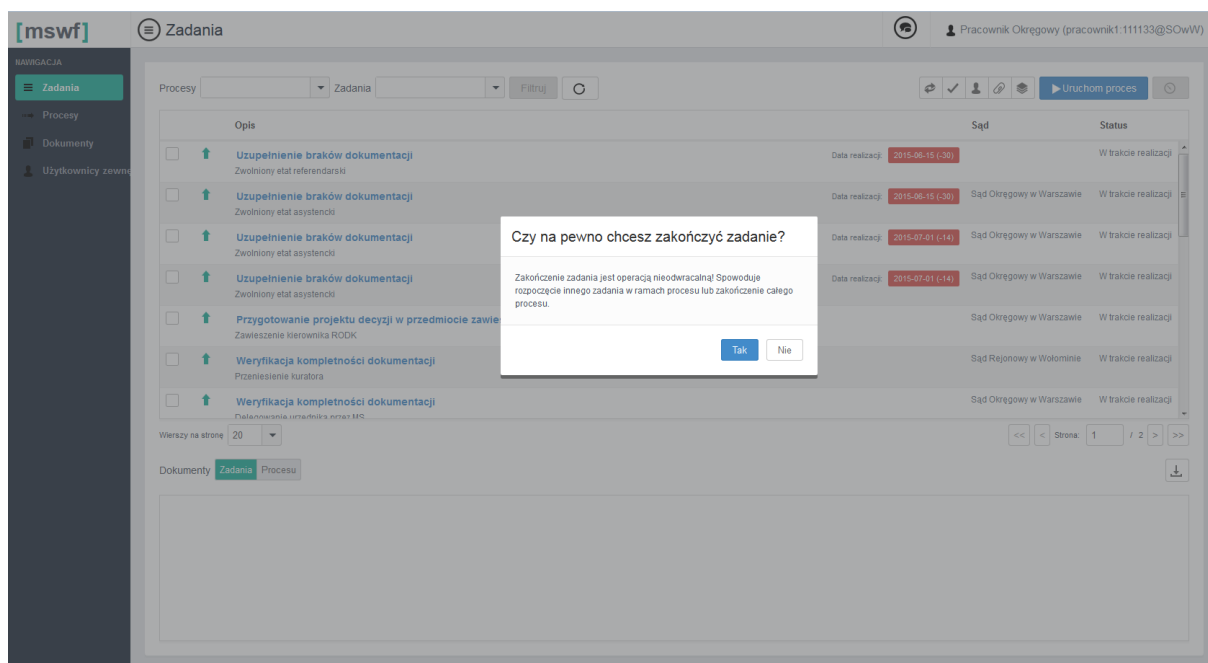 [mswf]
Zadania
Pracownik Okręgowy (pracownik1:111133@SOwW)
NAWIGACJA
Zadania
Procesy
Dokumenty
Użytkownicy zewnę
Procesy Zadania Filtruj Uruchom proces
Opis Sąd Status
Uzupełnienie braków dokumentacji Data realizacji: 2015-06-15 (-30) W trakcie realizacji
Zwolniony etat referendarski
Uzupełnienie braków dokumentacji Data realizacji: 2015-06-15 (-30) Sąd Okręgowy w Warszawie W trakcie realizacji
Zwolniony etat asystencki
Uzupełnienie braków dokumentacji Data realizacji: 2015-07-01 (-14) Sąd Okręgowy w Warszawie W trakcie realizacji
Zwolniony etat asystencki
Uzupełnienie braków dokumentacji Data realizacji: 2015-07-01 (-14) Sąd Okręgowy w Warszawie W trakcie realizacji
Zwolniony etat asystencki
Przygotowanie projektu decyzji w przedmiocie zawie Sąd Okręgowy w Warszawie W trakcie realizacji
Zawieszenie kierownika RODK
Weryfikacja kompletności dokumentacji Sąd Rejonowy w Wołominie W trakcie realizacji
Przeniesienie kuratora
Weryfikacja kompletności dokumentacji Sąd Okręgowy w Warszawie W trakcie realizacji
Delegowanie urzędnika przez MS
Czy na pewno chcesz zakończyć zadanie?
Zakończenie zadania jest operacją nieodwracalną! Spowoduje
rozpoczęcie innego zadania w ramach procesu lub zakończenie całego
procesu.
Tak Nie
Wierszy na stronę 20 << < Strona: 1 / 2 > >>
Dokumenty Zadania Procesu